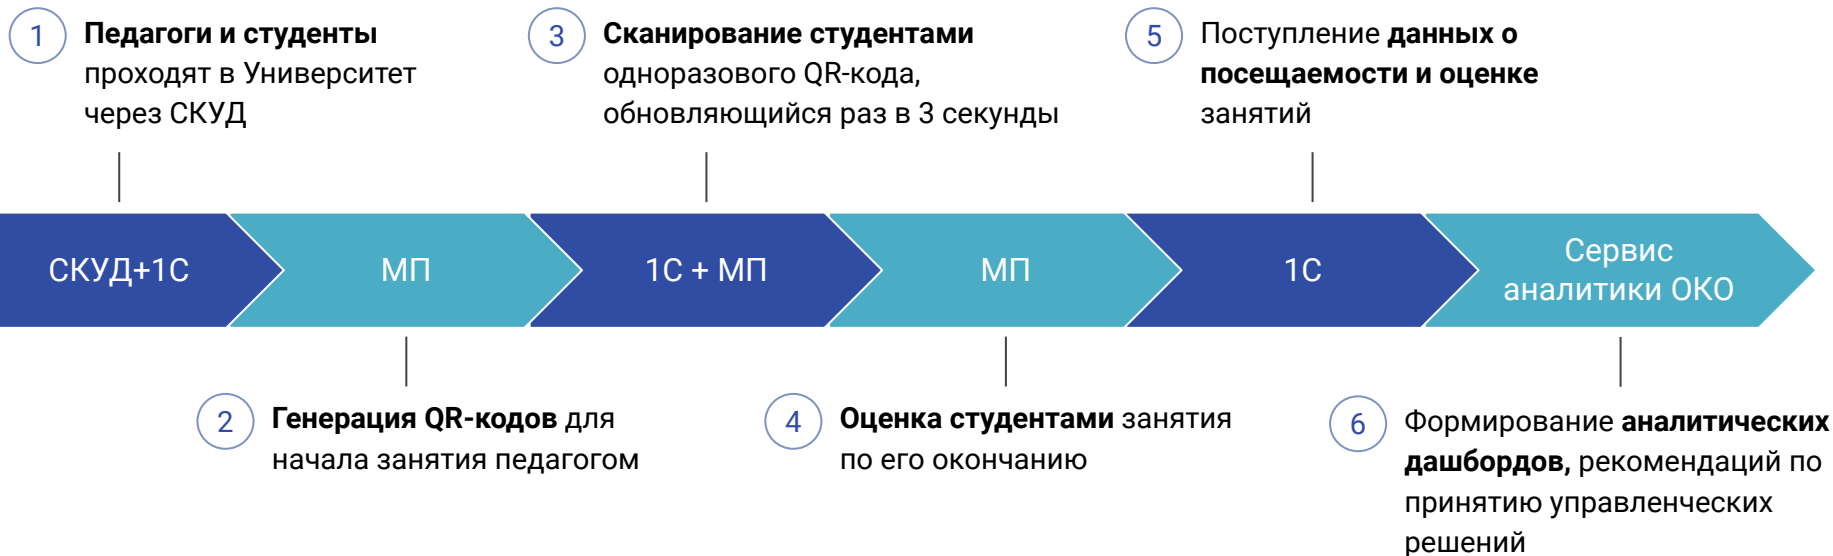 1
Педагоги и студенты
проходят в Университет
через СКУД
3
Сканирование студентами
одноразового QR-кода,
обновляющийся раз в 3 секунды
5
Поступление данных о
посещаемости и оценке
занятий
СКУД+1С
МП
1С + МП
МП
1С
Сервис
аналитики ОКО
2
Генерация QR-кодов для
начала занятия педагогом
4
Оценка студентами занятия
по его окончанию
6
Формирование аналитических
дашбордов, рекомендаций по
принятию управленческих
решений